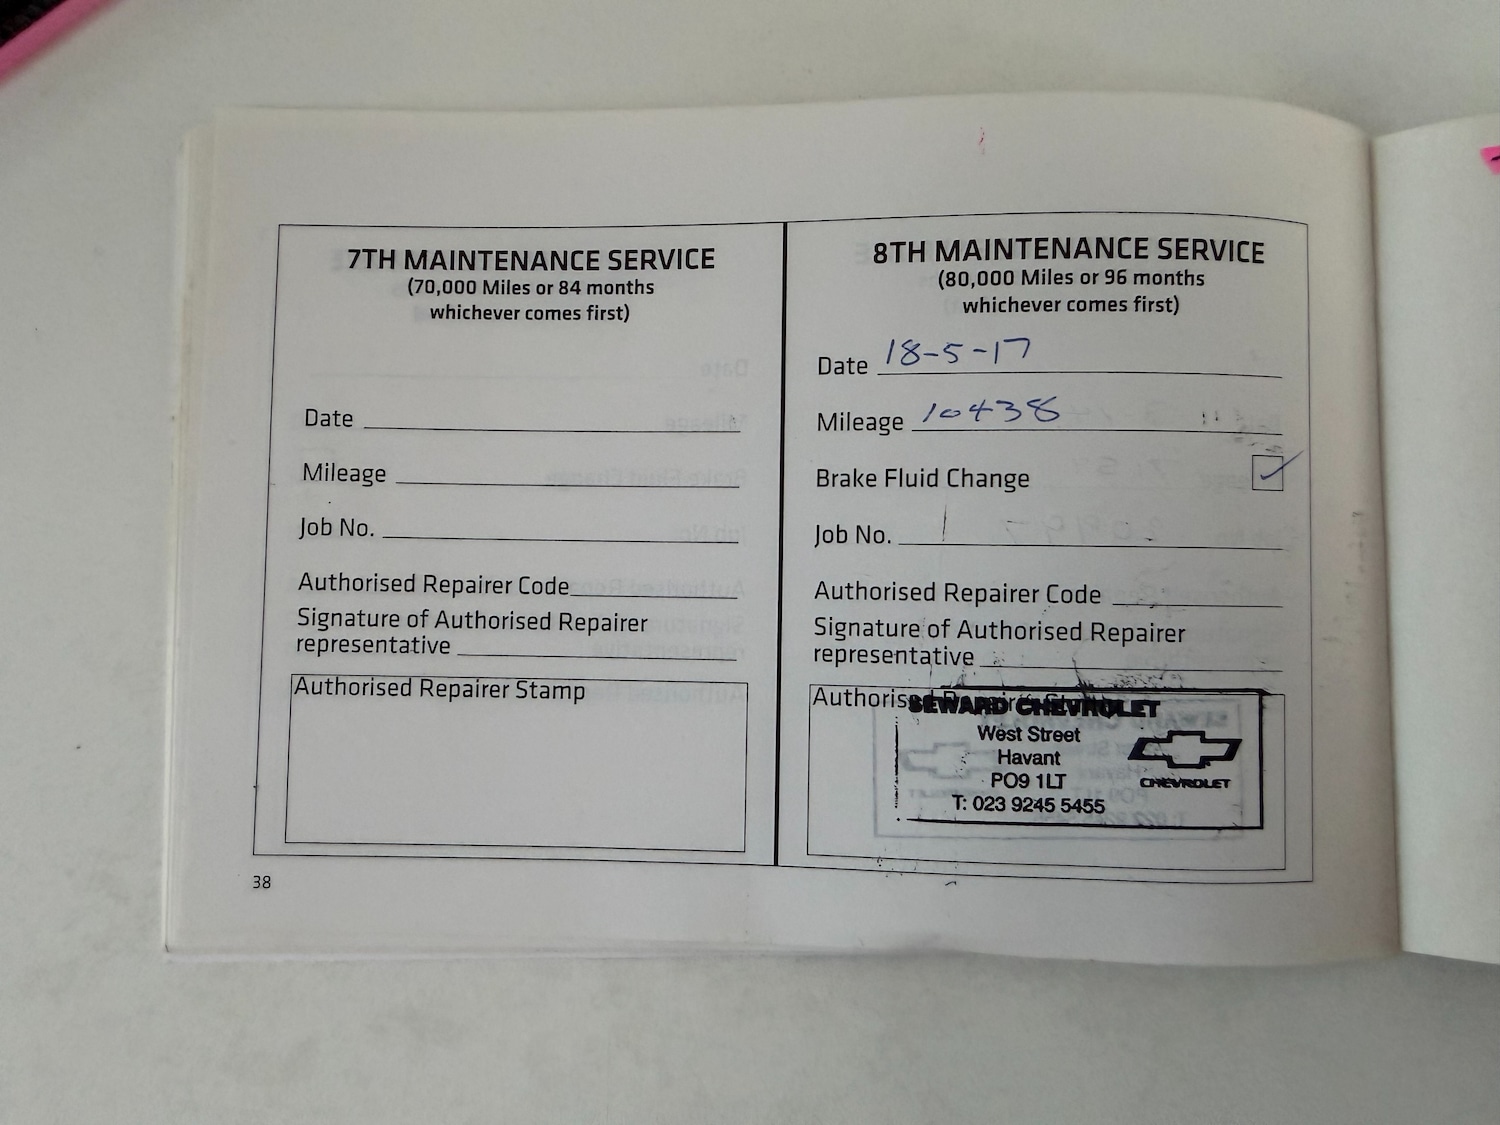 7TH MAINTENANCE SERVICE
(70,000 Miles or 84 months
whichever comes first)
Date
Mileage
Job No.
Authorised Repairer Code
Signature of Authorised Repairer
representative
Authorised Repairer Stamp
38
8TH MAINTENANCE SERVICE
(80,000 Miles or 96 months
whichever comes first)
Date 18-5-17
Mileage 10438
Brake Fluid Change
Job No.
Authorised Repairer Code
Signature of Authorised Repairer
representative
Authorised Repairer Stamp
SEWARD CHEVROLET
West Street
Havant
PO9 1LT
T: 023 9245 5455
CHEVROLET